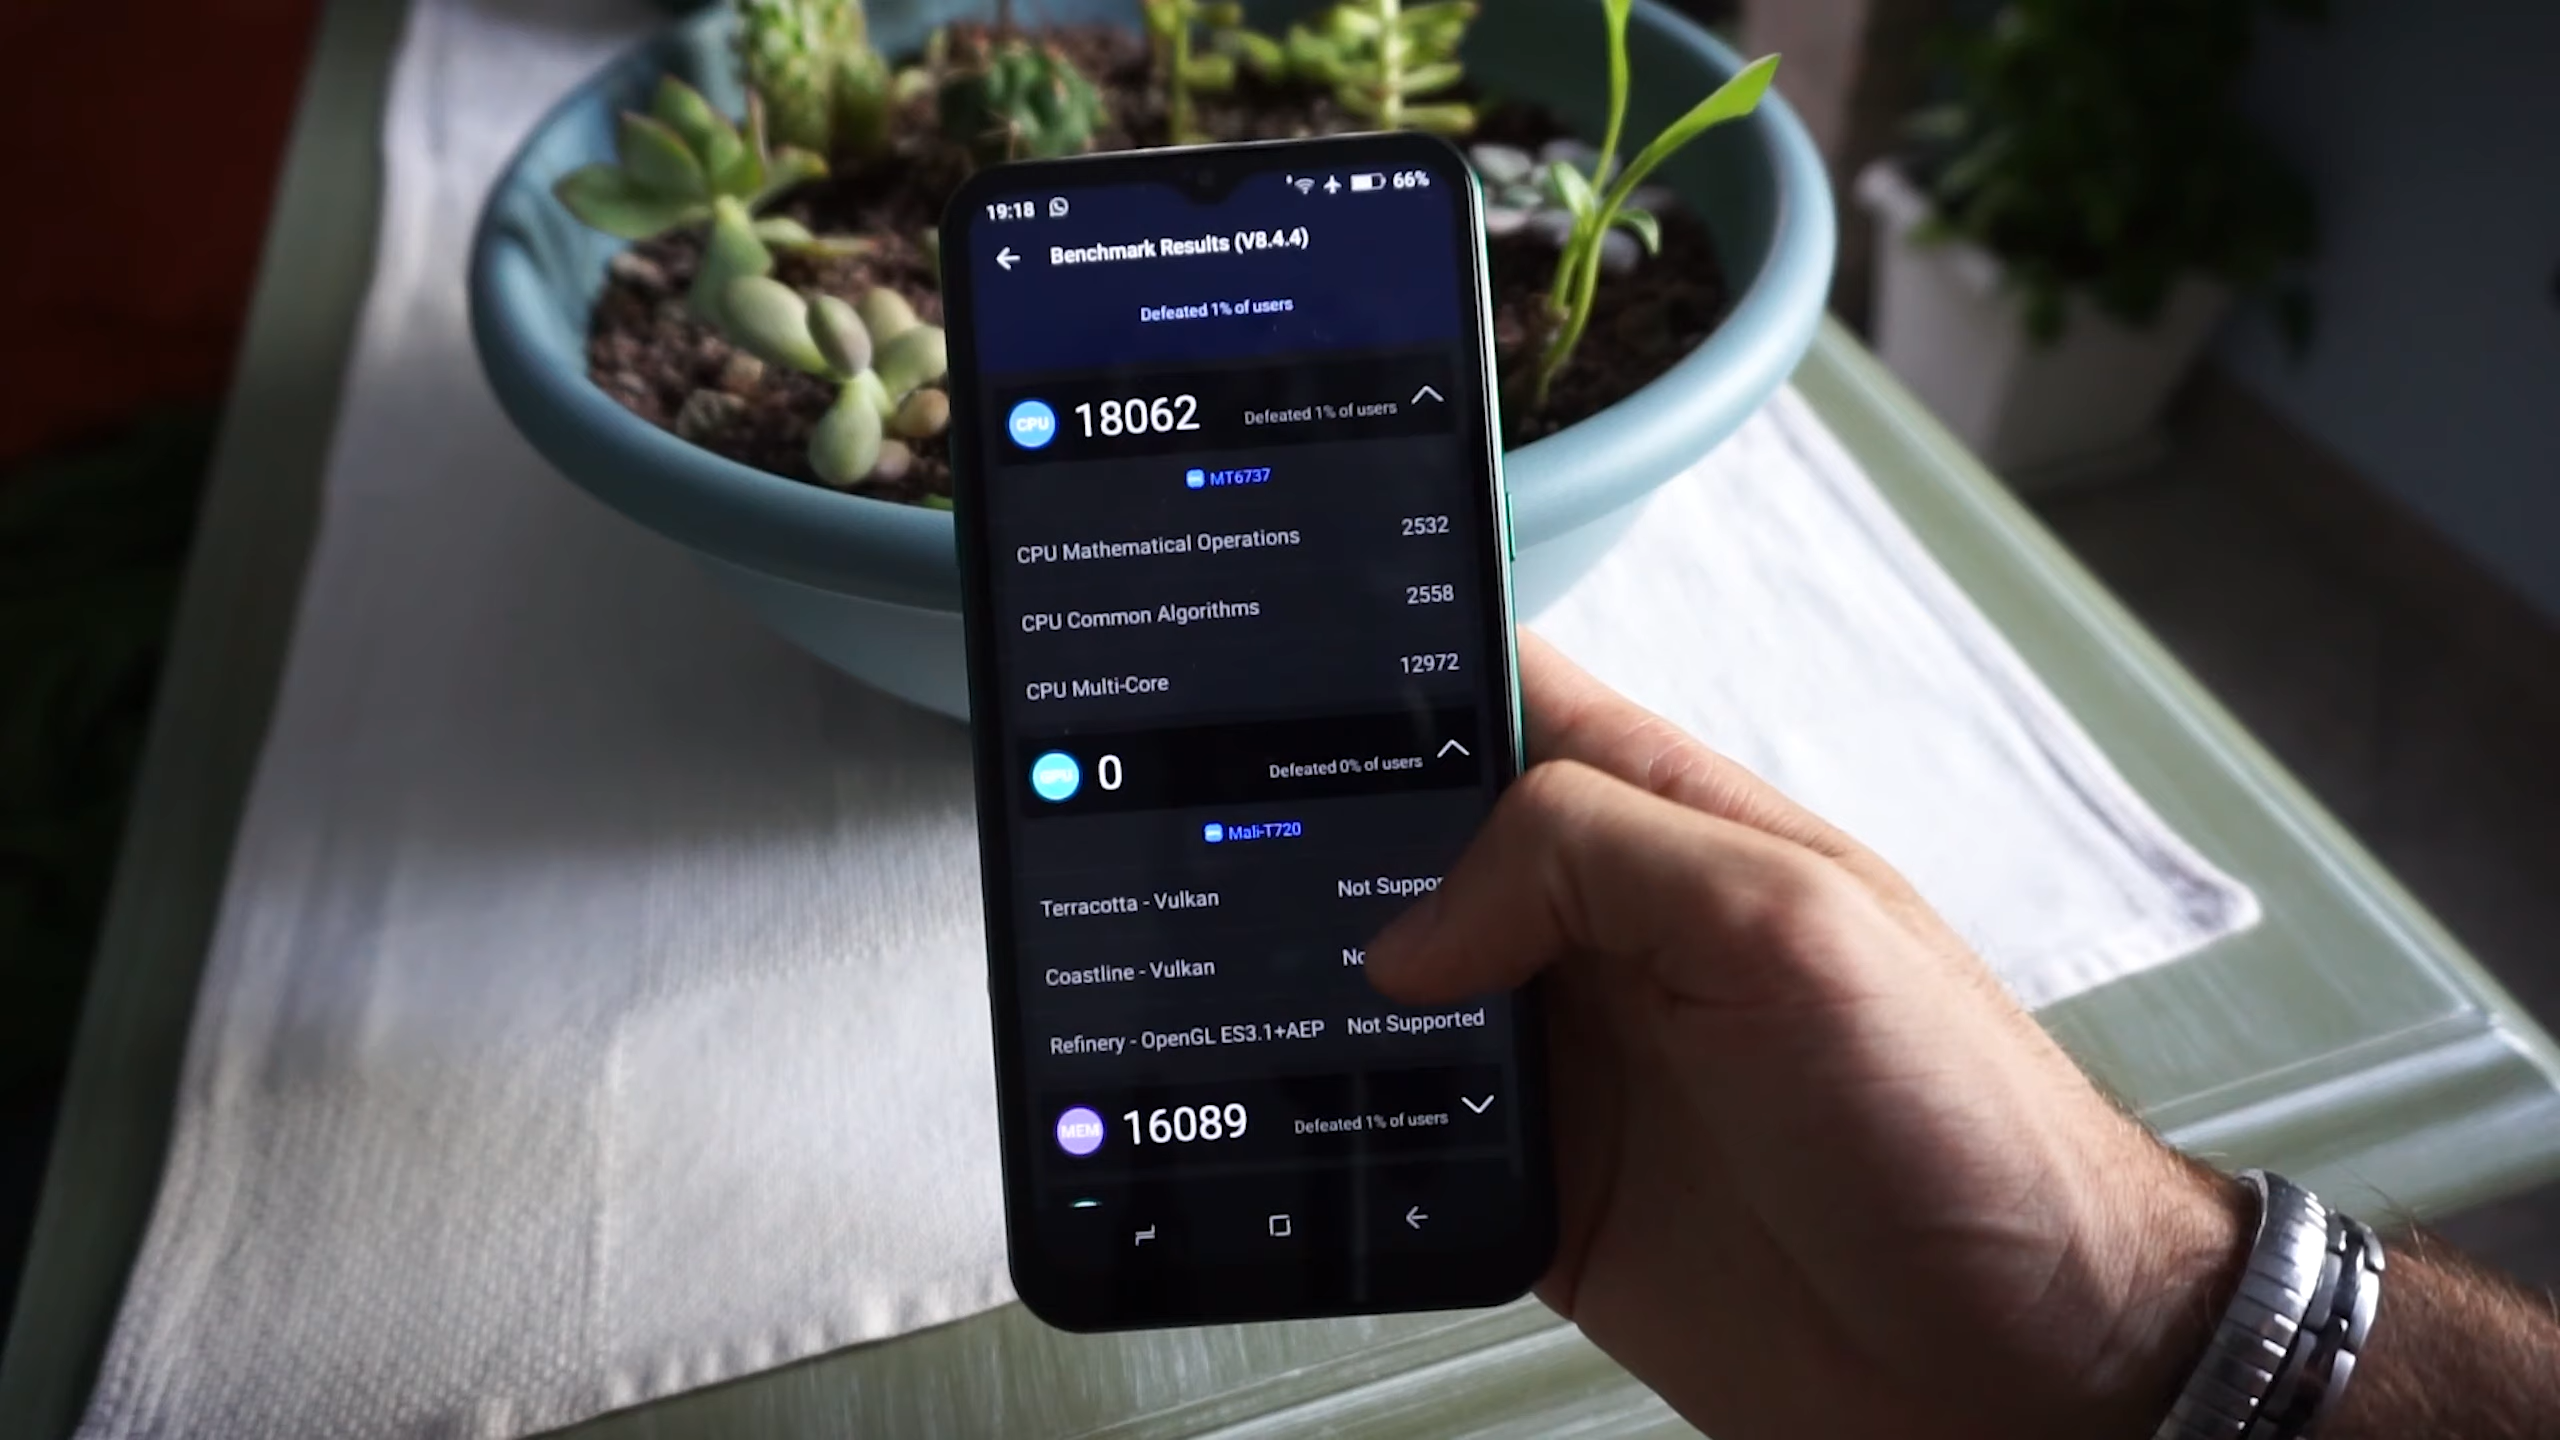 19:18 66%
Benchmark Results (V8.4.4)
Defeated 1% of users
CPU 18062 Defeated 1% of users
MT6737
CPU Mathematical Operations 2532
CPU Common Algorithms 2558
CPU Multi-Core 12972
0 Defeated 0% of users
Mali-T720
Terracotta - Vulkan Not
Coastline - Vulkan
Refinery - OpenGL ES3.1+AEP Not Supported
MEM 16089 Defeated 1% of users